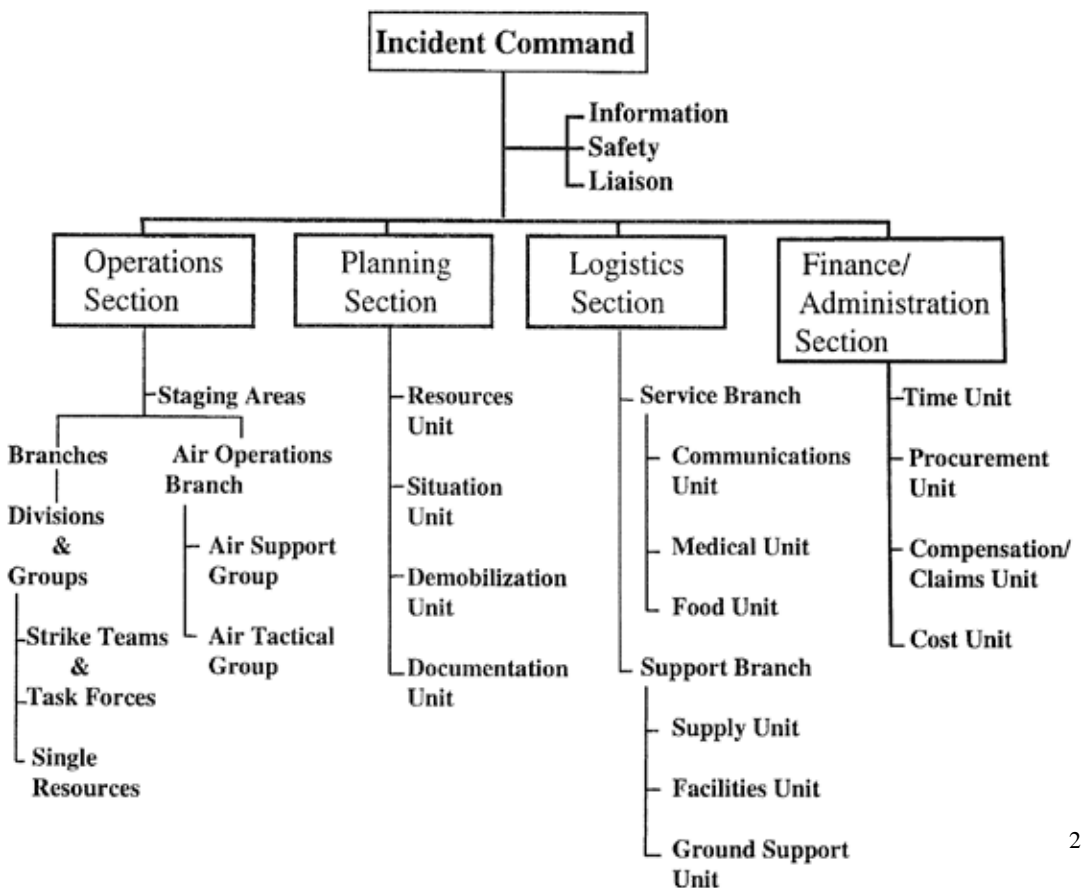 Incident Command
Information
Safety
Liaison
Operations
Section
Planning
Section
Logistics
Section
Finance/
Administration
Section
Staging Areas
Branches
Divisions
&
Groups
Strike Teams
&
Task Forces
Single
Resources
Air Operations
Branch
Air Support
Group
Air Tactical
Group
Resources
Unit
Situation
Unit
Demobilization
Unit
Documentation
Unit
Service Branch
Communications
Unit
Medical Unit
Food Unit
Support Branch
Supply Unit
Facilities Unit
Ground Support
Unit
Time Unit
Procurement
Unit
Compensation/
Claims Unit
Cost Unit
2